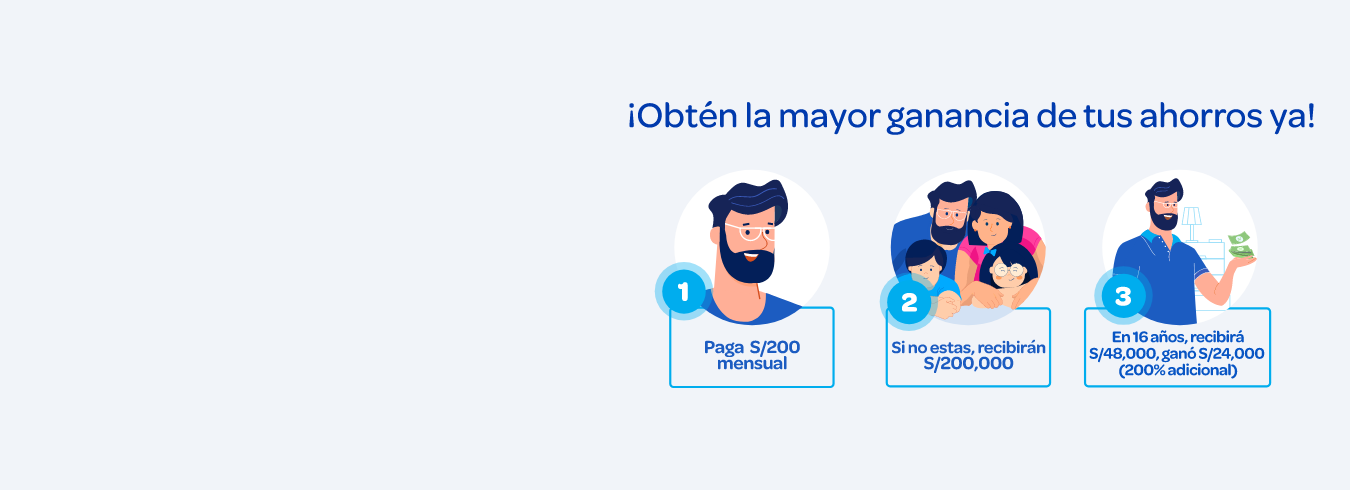 ¡Obtén la mayor ganancia de tus ahorros ya!
1
Paga S/200
mensual
2
Si no estas, recibirán
S/200,000
3
En 16 años, recibirá
S/48,000, ganó S/24,000
(200% adicional)